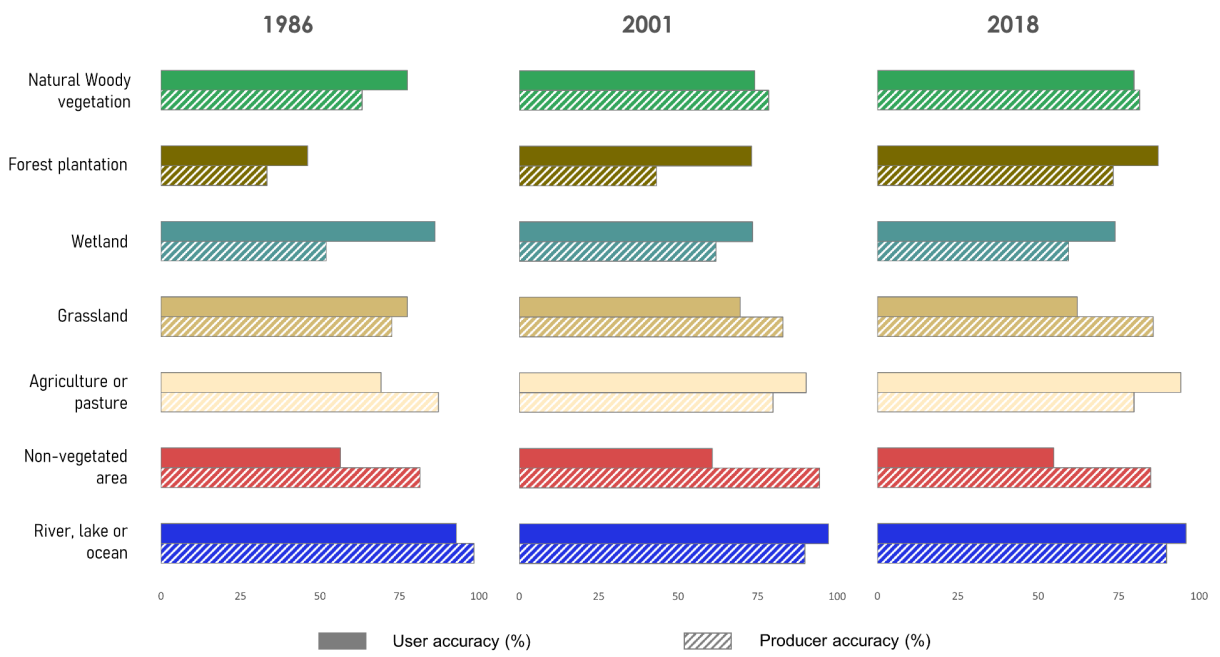 1986 2001 2018
Natural Woody
vegetation
Forest plantation
Wetland
Grassland
Agriculture or
pasture
Non-vegetated
area
River, lake or
ocean
0 25 50 75 100 0 25 50 75 100 0 25 50 75 100
User accuracy (%) Producer accuracy (%)